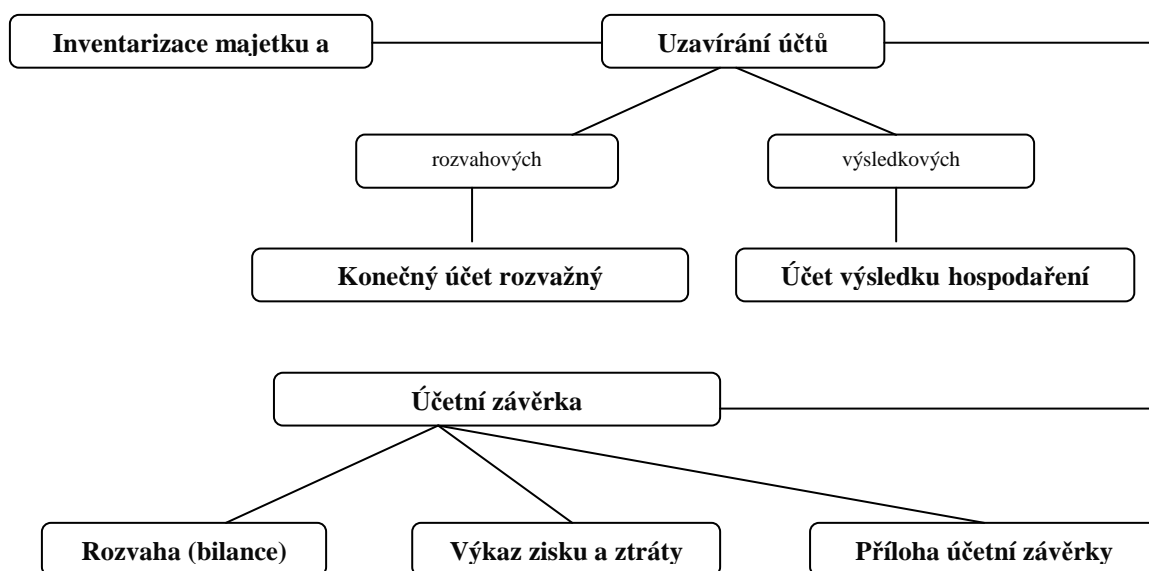 Inventarizace majetku a
Uzavírání účtů
rozvahových
výsledkových
Konečný účet rozvažný
Účet výsledku hospodaření
Účetní závěrka
Rozvaha (bilance)
Výkaz zisku a ztráty
Příloha účetní závěrky